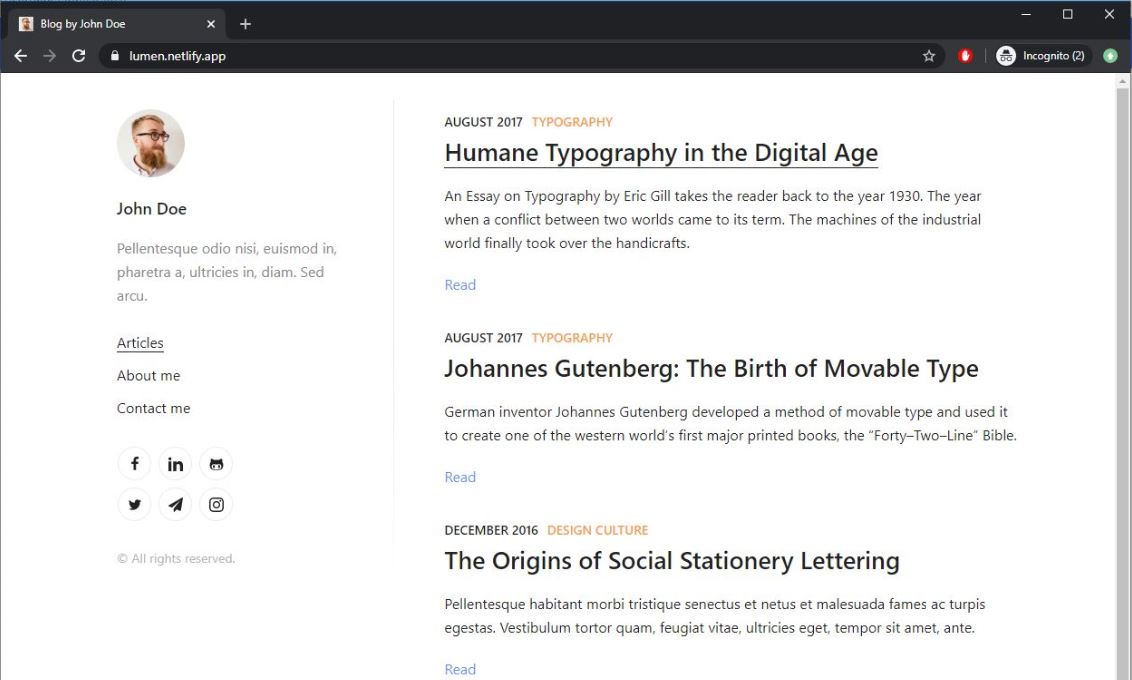 Blog by John Doe
lumen.netlify.app
Incognito (2)
John Doe
Pellentesque odio nisi, euismod in,
pharetra a, ultricies in, diam. Sed
arcu.
Articles
About me
Contact me
© All rights reserved.
AUGUST 2017 TYPOGRAPHY
Humane Typography in the Digital Age
An Essay on Typography by Eric Gill takes the reader back to the year 1930. The year
when a conflict between two worlds came to its term. The machines of the industrial
world finally took over the handicrafts.
Read
AUGUST 2017 TYPOGRAPHY
Johannes Gutenberg: The Birth of Movable Type
German inventor Johannes Gutenberg developed a method of movable type and used it
to create one of the western world’s first major printed books, the “Forty–Two–Line” Bible.
Read
DECEMBER 2016 DESIGN CULTURE
The Origins of Social Stationery Lettering
Pellentesque habitant morbi tristique senectus et netus et malesuada fames ac turpis
egestas. Vestibulum tortor quam, feugiat vitae, ultricies eget, tempor sit amet, ante.
Read